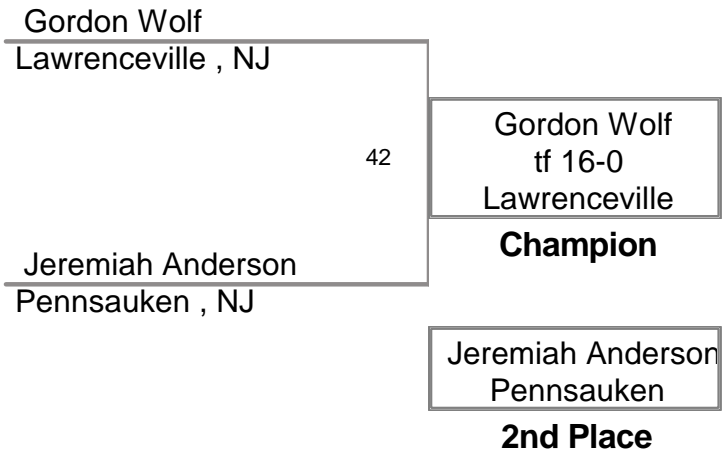 Gordon Wolf
Lawrenceville , NJ
42
Gordon Wolf
tf 16-0
Lawrenceville
Champion
Jeremiah Anderson
Pennsauken , NJ
Jeremiah Anderson
Pennsauken
2nd Place